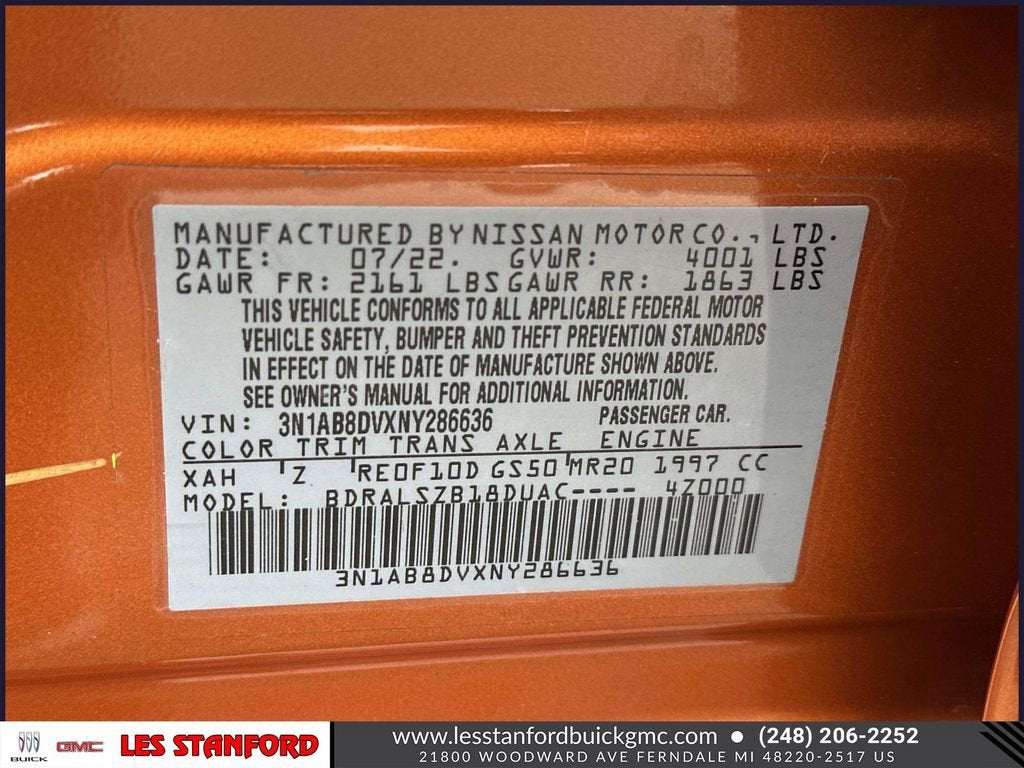 MANUFACTURED BY NISSAN MOTOR CO., LTD.
DATE: 07/22. GVWR: 4001 LBS
GAWR FR: 2161 LBS GAWR RR: 1863 LBS
THIS VEHICLE CONFORMS TO ALL APPLICABLE FEDERAL MOTOR
VEHICLE SAFETY, BUMPER AND THEFT PREVENTION STANDARDS
IN EFFECT ON THE DATE OF MANUFACTURE SHOWN ABOVE.
SEE OWNER'S MANUAL FOR ADDITIONAL INFORMATION.
VIN: 3N1AB8DVXNY286636 PASSENGER CAR.
COLOR TRIM TRANS AXLE ENGINE
XAH Z RE0F10D GS50 MR20 1997 CC
MODEL: BDRALSZB18DUAC---- 4Z000
3N1AB8DVXNY286636
BUICK GMC LES STANFORD
www.lesstanfordbuickgmc.com • (248) 206-2252
21800 WOODWARD AVE FERNDALE MI 48220-2517 US